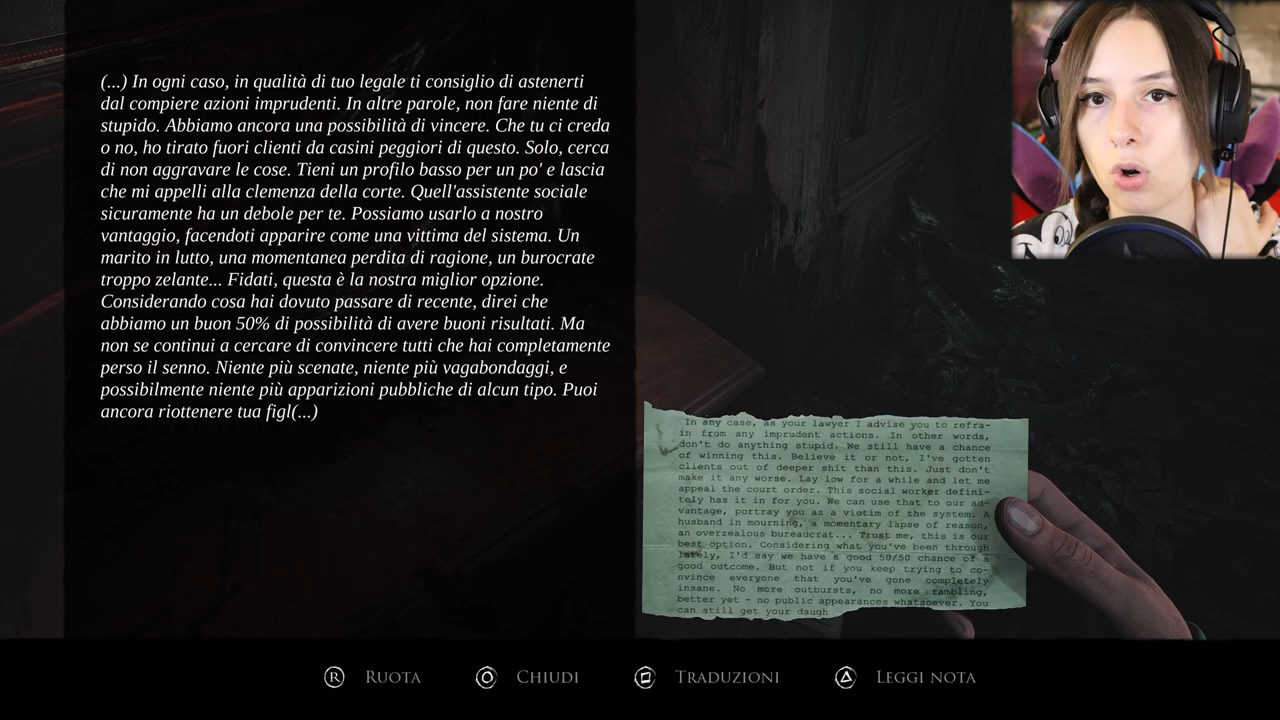 (...) In ogni caso, in qualità di tuo legale ti consiglio di astenerti
dal compiere azioni imprudenti. In altre parole, non fare niente di
stupido. Abbiamo ancora una possibilità di vincere. Che tu ci creda
o no, ho tirato fuori clienti da casini peggiori di questo. Solo, cerca
di non aggravare le cose. Tieni un profilo basso per un po' e lascia
che mi appelli alla clemenza della corte. Quell'assistente sociale
sicuramente ha un debole per te. Possiamo usarlo a nostro
vantaggio, facendoti apparire come una vittima del sistema. Un
marito in lutto, una momentanea perdita di ragione, un burocrate
troppo zelante... Fidati, questa è la nostra miglior opzione.
Considerando cosa hai dovuto passare di recente, direi che
abbiamo un buon 50% di possibilità di avere buoni risultati. Ma
non se continui a cercare di convincere tutti che hai completamente
perso il senno. Niente più scenate, niente più vagabondaggi, e
possibilmente niente più apparizioni pubbliche di alcun tipo. Puoi
ancora riottenere tua figl(...)
In any case, as your lawyer I advise you to refra-
in from any imprudent actions. In other words,
don't do anything stupid. We still have a chance
of winning this. Believe it or not, I've gotten
clients out of deeper shit than this. Just don't
make it any worse. Lay low for a while and let me
appeal the court order. This social worker defini-
tely has it in for you. We can use that to our ad-
vantage, portray you as a victim of the system. A
husband in mourning, a momentary lapse of reason,
an overzealous bureaucrat... Trust me, this is our
best option. Considering what you've been through
lately, I'd say we have a good 50/50 chance of a
good outcome. But not if you keep trying to co-
nvince everyone that you've gone completely
insane. No more outbursts, no more rambling,
better yet - no public appearances whatsoever. You
can still get your daugh
R RUOTA
CHIUDI
TRADUZIONI
LEGGI NOTA